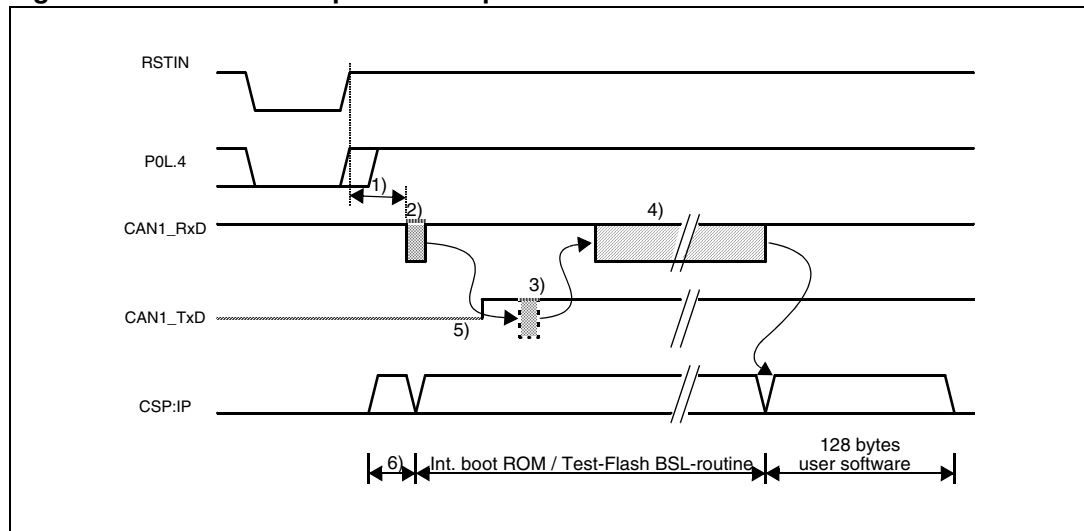 RSTIN
P0L.4
1)
2)
4)
CAN1_RxD
3)
CAN1_TxD
5)
CSP:IP
6)
Int. boot ROM / Test-Flash BSL-routine
128 bytes
user software